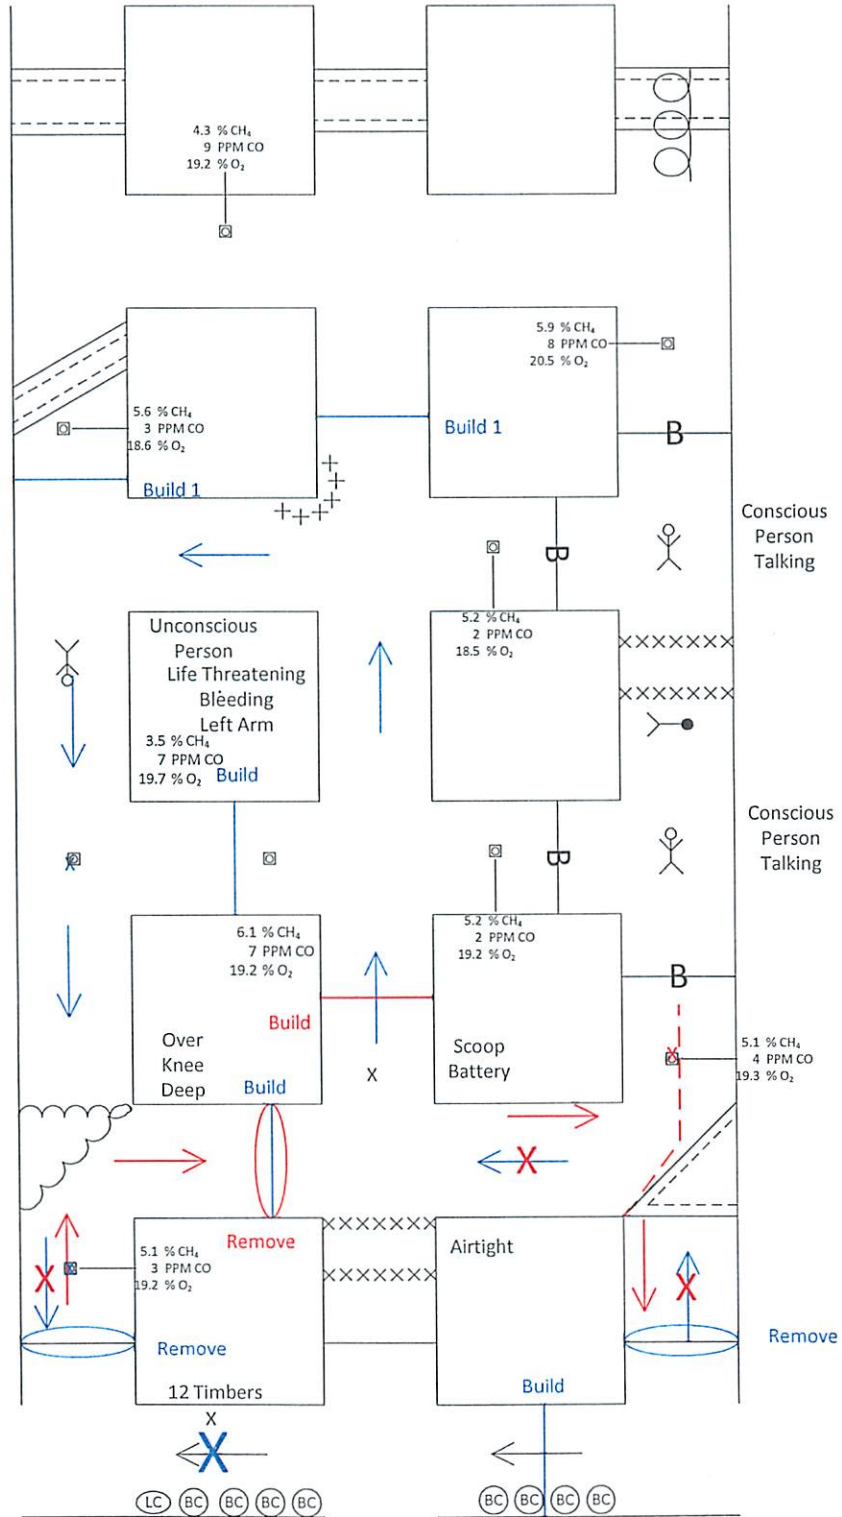 4.3 % CH₄
9 PPM CO
19.2 % O₂
5.9 % CH₄
8 PPM CO
20.5 % O₂
5.6 % CH₄
3 PPM CO
18.6 % O₂
Build 1
B
Build 1
Conscious
Person
Talking
B
5.2 % CH₄
2 PPM CO
18.5 % O₂
Unconscious
Person
Life Threatening
Bleeding
Left Arm
3.5 % CH₄
7 PPM CO
19.7 % O₂
Build
Conscious
Person
Talking
B
5.2 % CH₄
2 PPM CO
19.2 % O₂
6.1 % CH₄
7 PPM CO
19.2 % O₂
B
Build
Over
Knee
Deep
Build
Scoop
Battery
X
5.1 % CH₄
4 PPM CO
19.3 % O₂
Remove
Airtight
5.1 % CH₄
3 PPM CO
19.2 % O₂
Remove
Remove
12 Timbers
Build
X
LC BC BC BC BC
BC BC BC BC